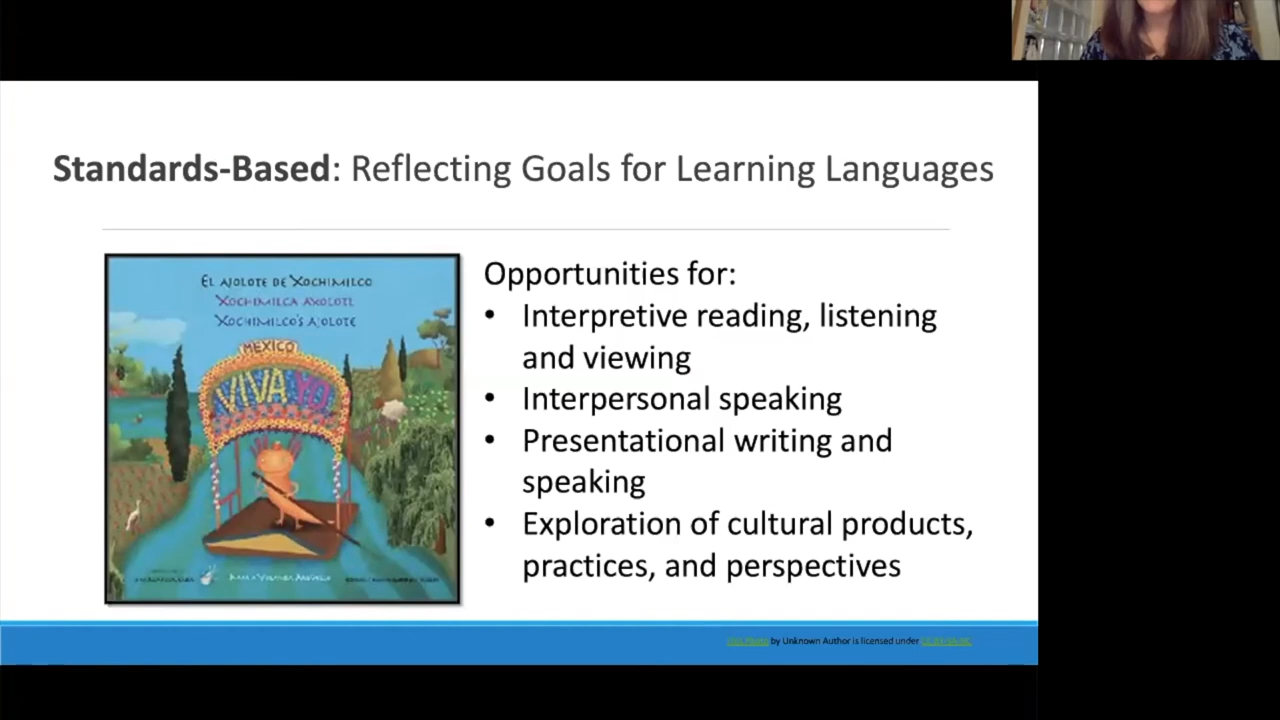 Standards-Based: Reflecting Goals for Learning Languages
EL AJOLOTE DE XOCHIMILCO
XOCHIMILCA AXOLOTL
XOCHIMILCO'S AJOLOTE
MEXICO
VIVA YO
Opportunities for:
• Interpretive reading, listening
and viewing
• Interpersonal speaking
• Presentational writing and
speaking
• Exploration of cultural products,
practices, and perspectives
by Unknown Author is licensed under